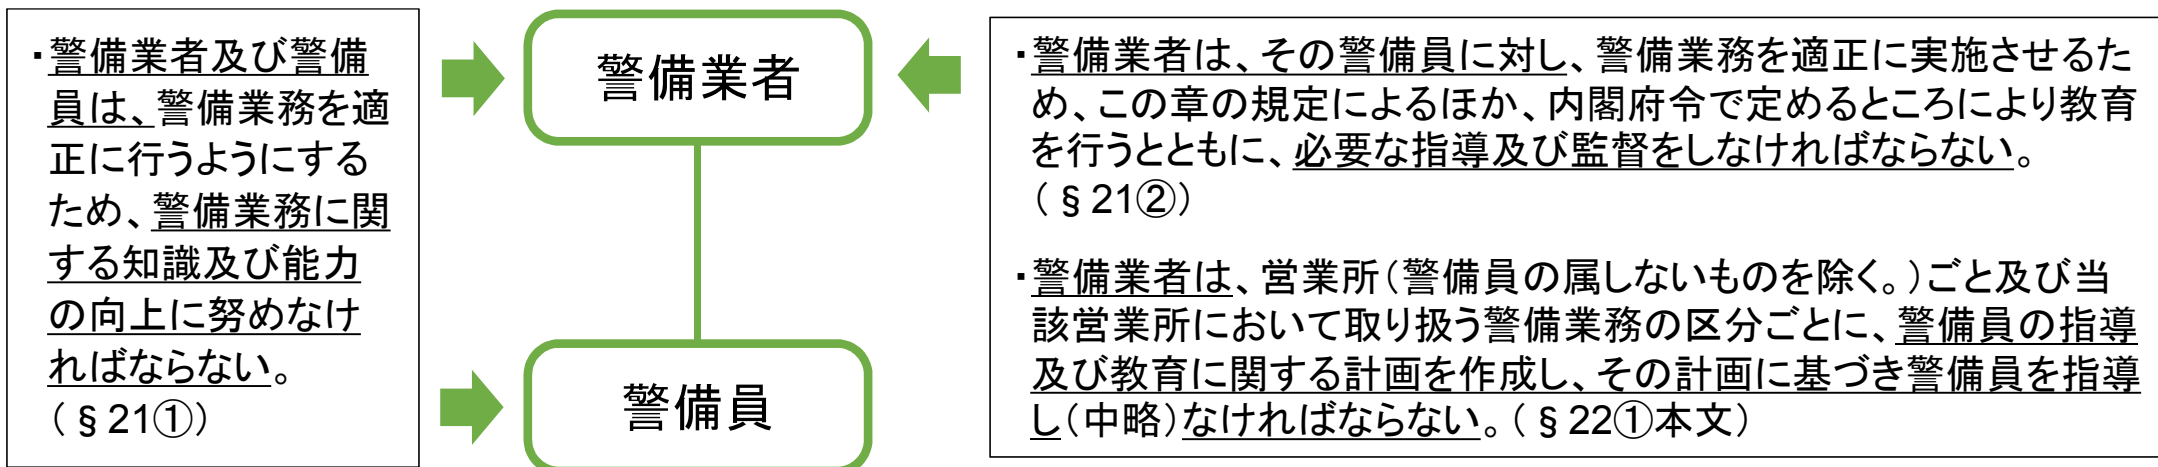 ・警備業者及び警備
員は、警備業務を適
正に行うようにする
ため、警備業務に関
する知識及び能力
の向上に努めなけ
ればならない。
(§21①)
警備業者
警備員
・警備業者は、その警備員に対し、警備業務を適正に実施させるた
め、この章の規定によるほか、内閣府令で定めるところにより教育
を行うとともに、必要な指導及び監督をしなければならない。
(§21②)
・警備業者は、営業所(警備員の属しないものを除く。)ごと及び当
該営業所において取り扱う警備業務の区分ごとに、警備員の指導
及び教育に関する計画を作成し、その計画に基づき警備員を指導
し(中略)なければならない。(§22①本文)